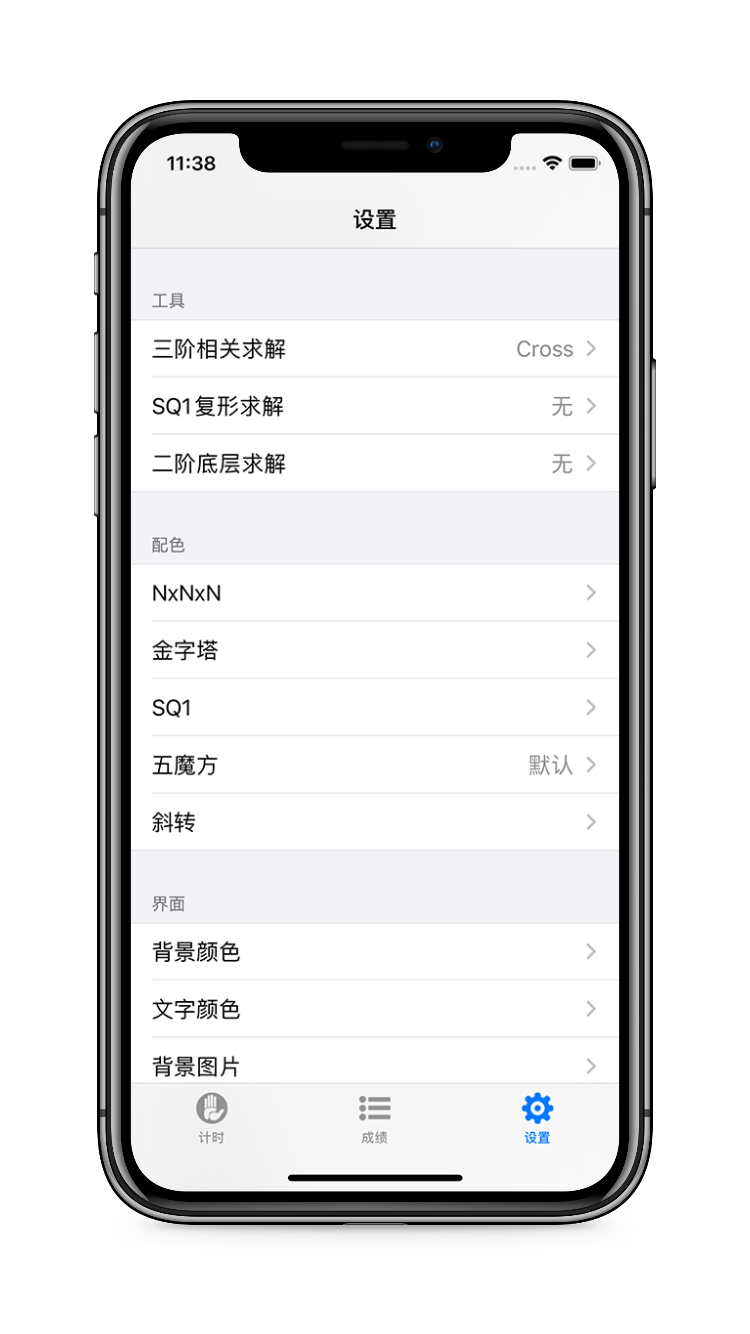 11:38
设置
工具
三阶相关求解 Cross
SQ1复形求解 无
二阶底层求解 无
配色
NxNxN
金字塔
SQ1
五魔方 默认
斜转
界面
背景颜色
文字颜色
背景图片
计时 成绩 设置